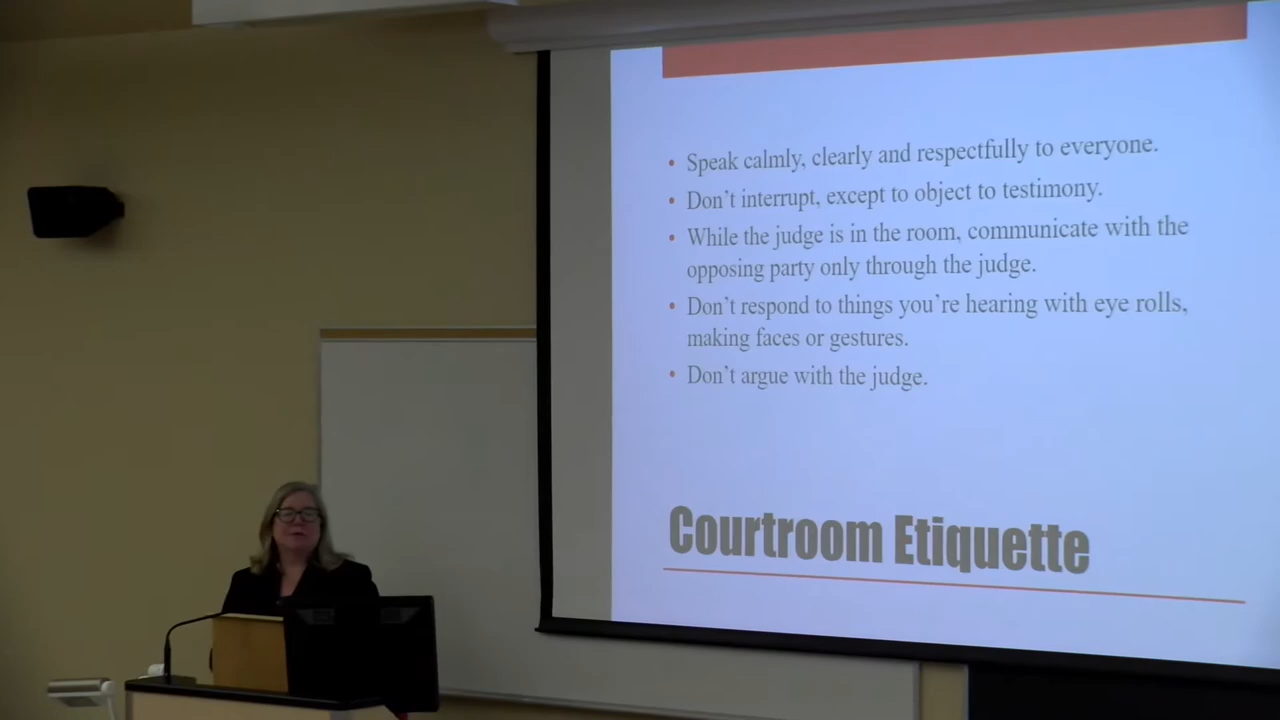 • Speak calmly, clearly and respectfully to everyone.
• Don't interrupt, except to object to testimony.
• While the judge is in the room, communicate with the
opposing party only through the judge.
• Don't respond to things you're hearing with eye rolls,
making faces or gestures.
• Don't argue with the judge.
Courtroom Etiquette